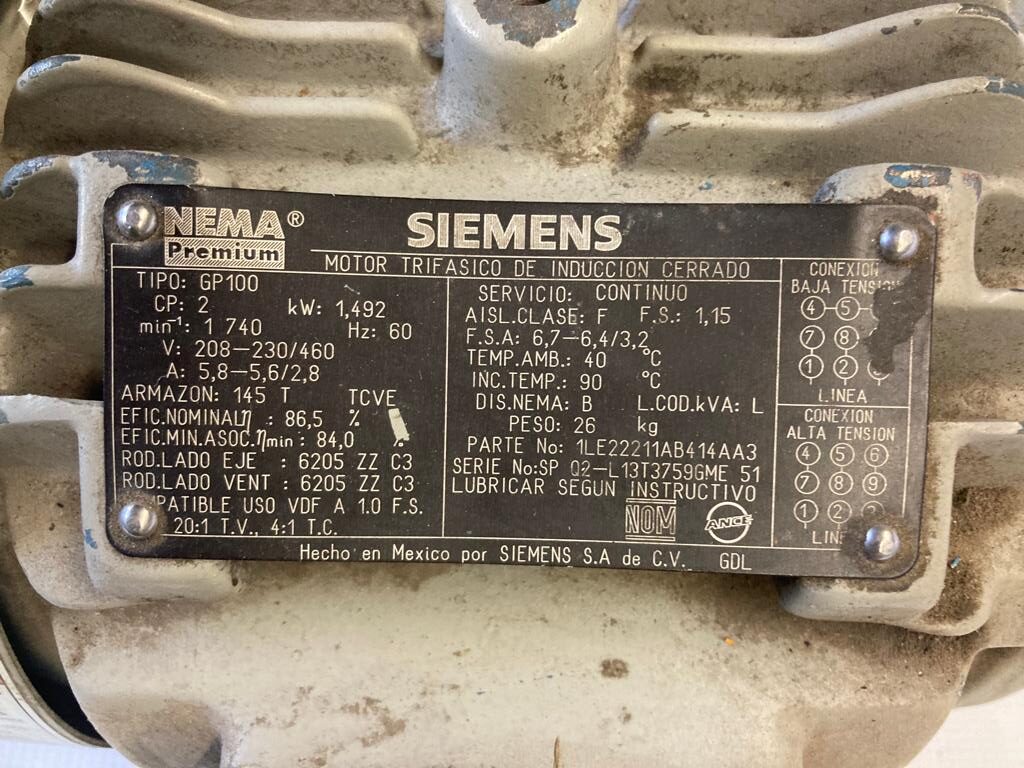 NEMA®
Premium
SIEMENS
MOTOR TRIFASICO DE INDUCCION CERRADO
TIPO: GP100
CP: 2 kW: 1,492
min⁻¹: 1 740 Hz: 60
V: 208-230/460
A: 5,8-5,6/2,8
ARMAZON: 145 T TCVE
EFIC.NOMINALη : 86,5 %
EFIC.MIN.ASOC.ηmin: 84,0 %
ROD.LADO EJE : 6205 ZZ C3
ROD.LADO VENT : 6205 ZZ C3
USO VDF A 1.0 F.S.
20:1 T.V., 4:1 T.C.
SERVICIO: CONTINUO
AISL.CLASE: F F.S.: 1,15
F.S.A: 6,7-6,4/3,2
TEMP.AMB.: 40 °C
INC.TEMP.: 90 °C
DIS.NEMA: B L.COD.kVA: L
PESO: 26 kg
PARTE No: 1LE22211AB414AA3
SERIE No:SP Q2-L13T3759GME 51
LUBRICAR SEGUN INSTRUCTIVO
NOM ANCE
CONEXION
BAJA TENSION
4-5-
7 8
1 2
LINEA
CONEXION
ALTA TENSION
4 5 6
7 8 9
1 2
Hecho en Mexico por SIEMENS S.A de C.V. GDL